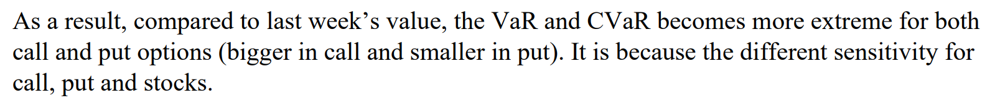 As a result, compared to last week’s value, the VaR and CVaR becomes more extreme for both
call and put options (bigger in call and smaller in put). It is because the different sensitivity for
call, put and stocks.